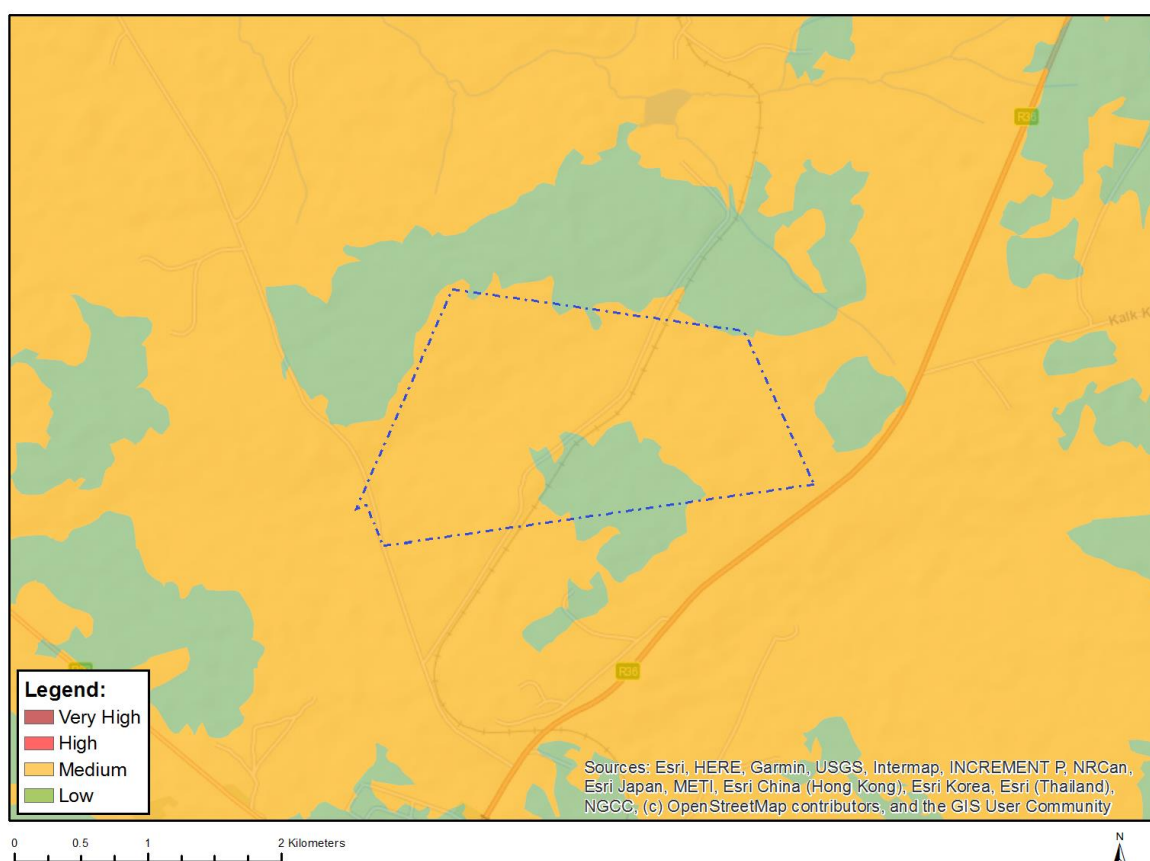 R36
Kalk K
R36
Legend:
Very High
High
Medium
Low
Sources: Esri, HERE, Garmin, USGS, Intermap, INCREMENT P, NRCan,
Esri Japan, METI, Esri China (Hong Kong), Esri Korea, Esri (Thailand),
NGCC, (c) OpenStreetMap contributors, and the GIS User Community
0 0.5 1 2 Kilometers
N